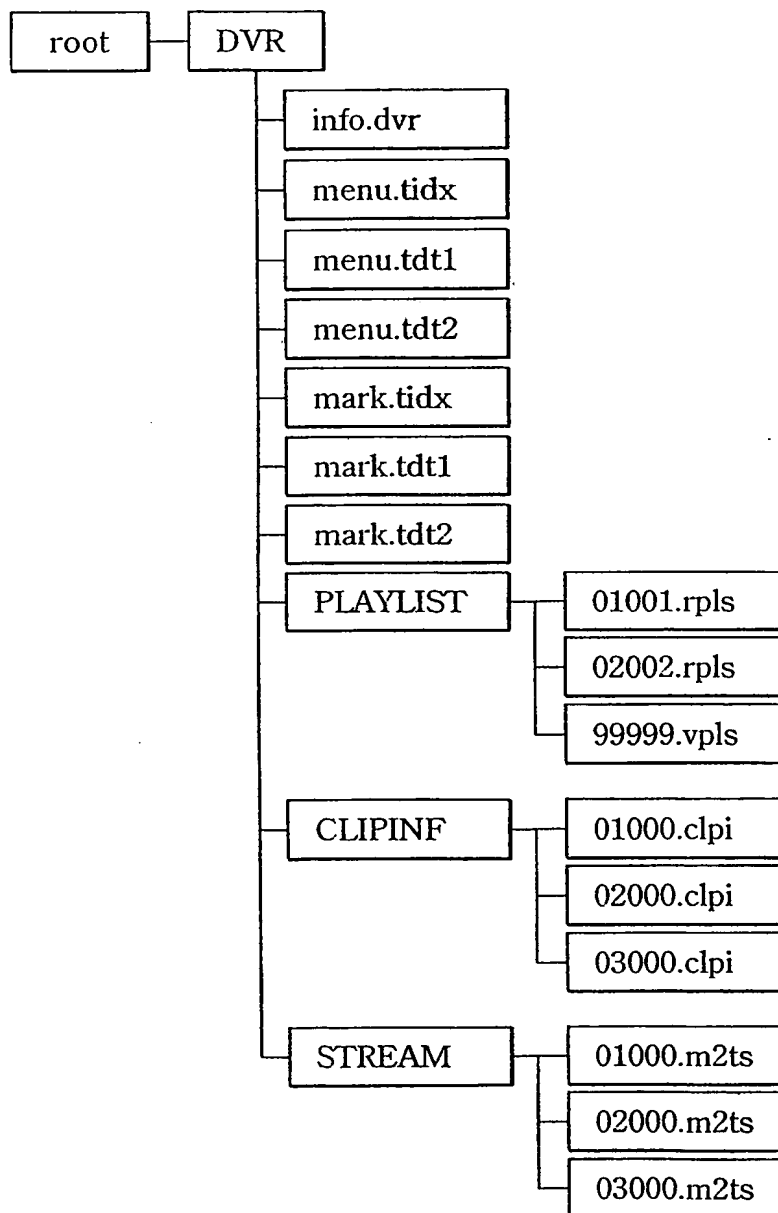 root
DVR
info.dvr
menu.tidx
menu.tdt1
menu.tdt2
mark.tidx
mark.tdt1
mark.tdt2
PLAYLIST
01001.rpls
02002.rpls
99999.vpls
CLIPINF
01000.clpi
02000.clpi
03000.clpi
STREAM
01000.m2ts
02000.m2ts
03000.m2ts